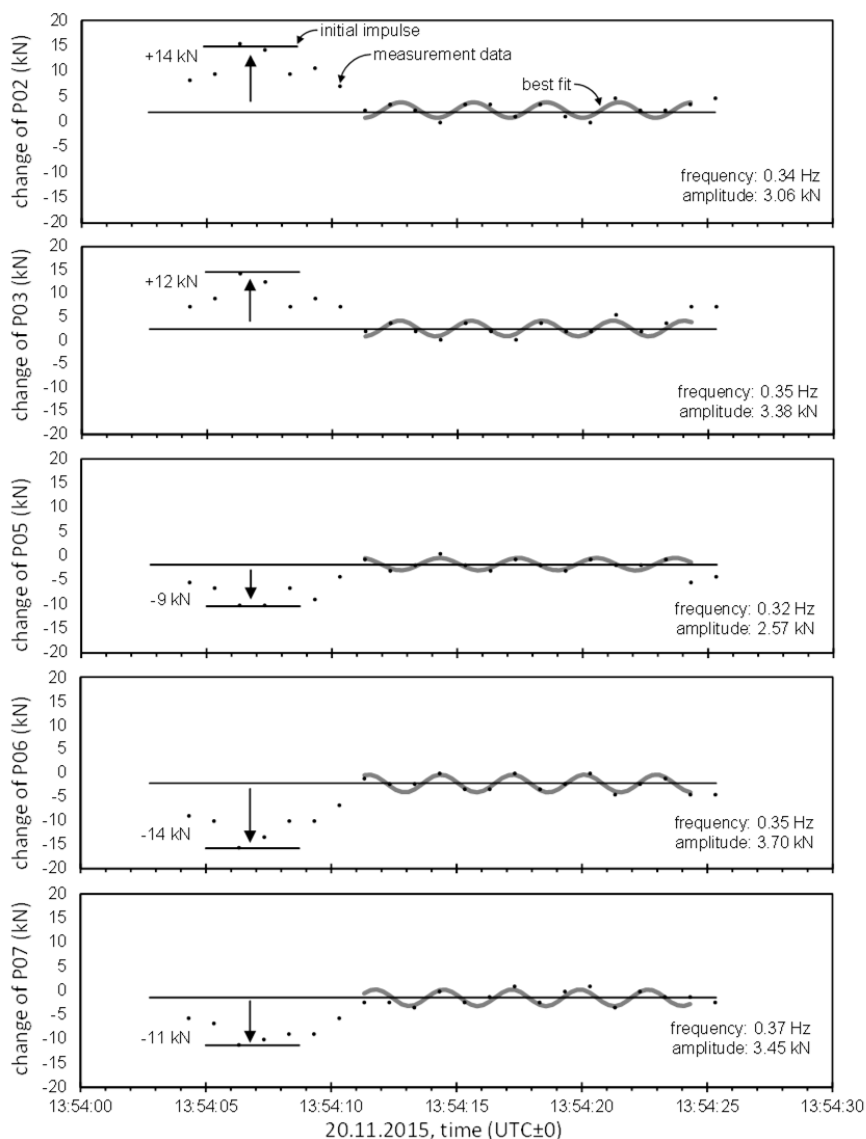 change of P02 (kN)
20
15
10
5
0
-5
-10
-15
-20
+14 kN
initial impulse
measurement data
best fit
frequency: 0.34 Hz
amplitude: 3.06 kN
change of P03 (kN)
20
15
10
5
0
-5
-10
-15
-20
+12 kN
frequency: 0.35 Hz
amplitude: 3.38 kN
change of P05 (kN)
20
15
10
5
0
-5
-10
-15
-20
-9 kN
frequency: 0.32 Hz
amplitude: 2.57 kN
change of P06 (kN)
20
15
10
5
0
-5
-10
-15
-20
-14 kN
frequency: 0.35 Hz
amplitude: 3.70 kN
change of P07 (kN)
20
15
10
5
0
-5
-10
-15
-20
-11 kN
frequency: 0.37 Hz
amplitude: 3.45 kN
13:54:00 13:54:05 13:54:10 13:54:15 13:54:20 13:54:25 13:54:30
20.11.2015, time (UTC±0)